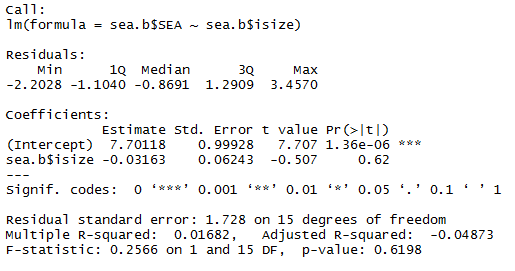 Call:
lm(formula = sea.b$SEA ~ sea.b$isize)
Residuals:
Min 1Q Median 3Q Max
-2.2028 -1.1040 -0.8691 1.2909 3.4570
Coefficients:
Estimate Std. Error t value Pr(>|t|)
(Intercept) 7.70118 0.99928 7.707 1.36e-06 ***
sea.b$isize -0.03163 0.06243 -0.507 0.62
---
Signif. codes: 0 ‘***’ 0.001 ‘**’ 0.01 ‘*’ 0.05 ‘.’ 0.1 ‘ ’ 1
Residual standard error: 1.728 on 15 degrees of freedom
Multiple R-squared: 0.01682, Adjusted R-squared: -0.04873
F-statistic: 0.2566 on 1 and 15 DF, p-value: 0.6198